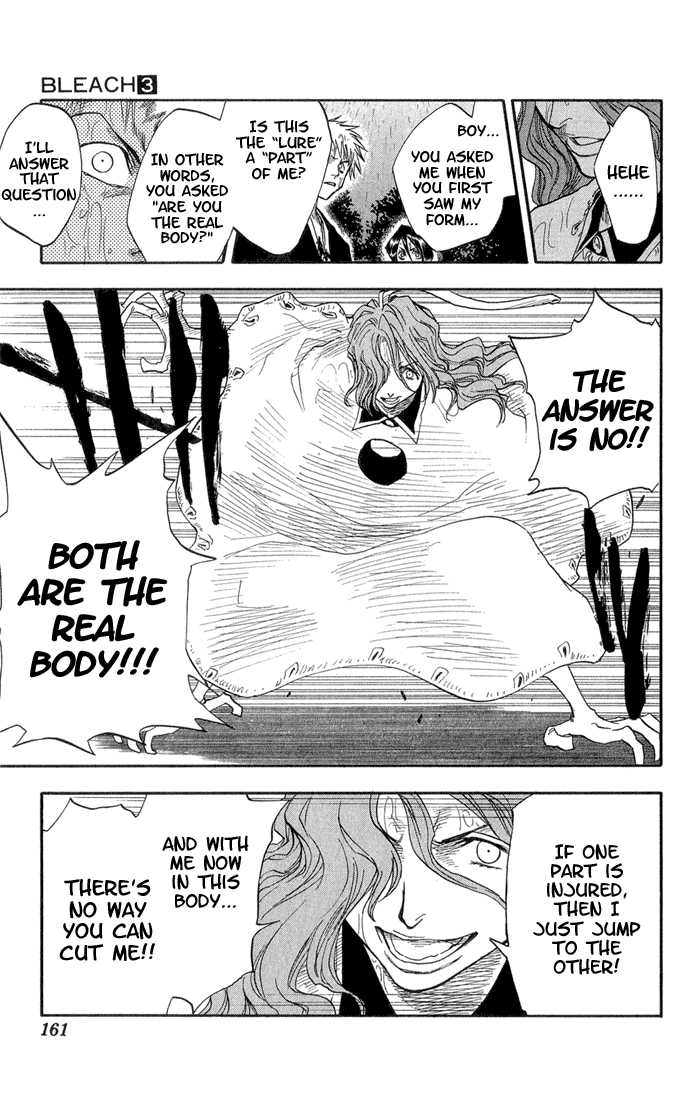 BLEACH3
HEHE
......
BOY...
YOU ASKED
ME WHEN
YOU FIRST
SAW MY
FORM...
IS THIS
THE "LURE"
A "PART"
OF ME?
IN OTHER
WORDS,
YOU ASKED
"ARE YOU
THE REAL
BODY?"
I'LL
ANSWER
THAT
QUESTION
...
THE
ANSWER
IS NO!!
BOTH
ARE THE
REAL
BODY!!!
IF ONE
PART IS
INJURED,
THEN I
JUST JUMP
TO THE
OTHER!
AND WITH
ME NOW
IN THIS
BODY...
THERE'S
NO WAY
YOU CAN
CUT ME!!
161